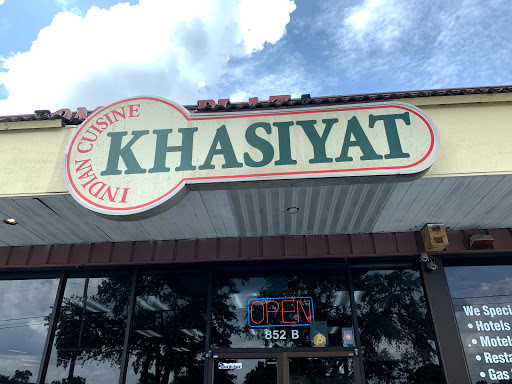 INDIAN CUISINE
KHASIYAT
OPEN
852 B
We Speci
• Hotels
• Motel
• Resta
• Gas